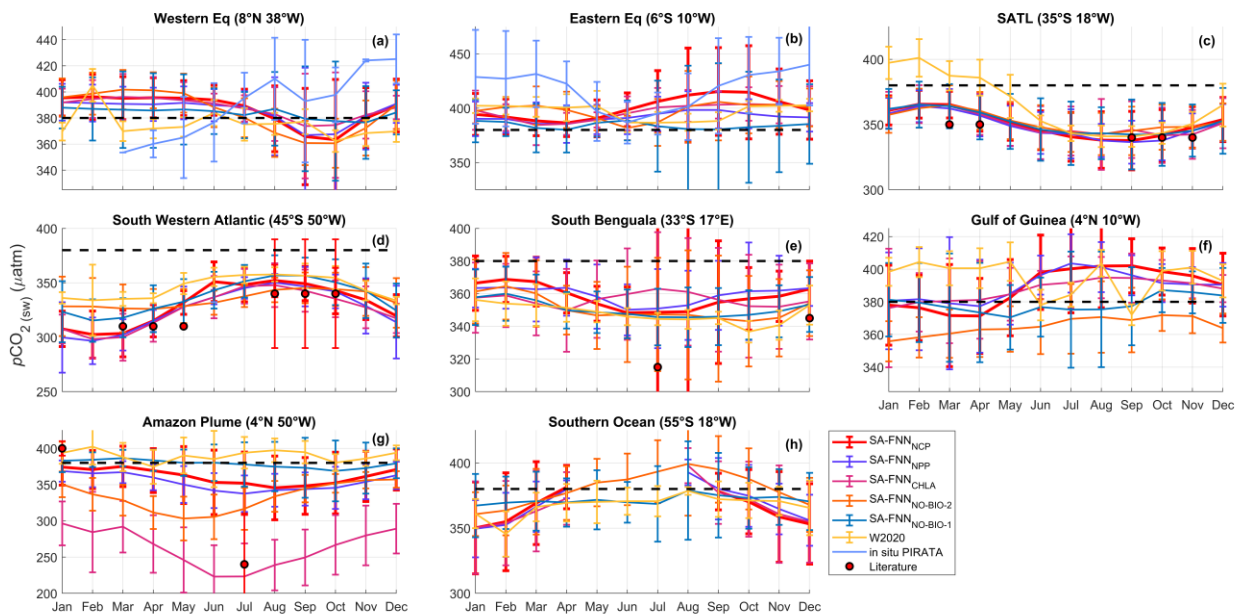 Western Eq (8°N 38°W)
(a)
440
420
400
380
360
340
Eastern Eq (6°S 10°W)
(b)
450
400
350
SATL (35°S 18°W)
(c)
400
350
300
South Western Atlantic (45°S 50°W)
(d)
400
350
300
250
South Benguala (33°S 17°E)
(e)
400
380
360
340
320
300
Gulf of Guinea (4°N 10°W)
(f)
420
400
380
360
340
Jan Feb Mar Apr May Jun Jul Aug Sep Oct Nov Dec
pCO2 (sw) (μatm)
Amazon Plume (4°N 50°W)
(g)
400
350
300
250
200
Jan Feb Mar Apr May Jun Jul Aug Sep Oct Nov Dec
Southern Ocean (55°S 18°W)
(h)
400
350
300
Jan Feb Mar Apr May Jun Jul Aug Sep Oct Nov Dec
SA-FNNNCP
SA-FNNNPP
SA-FNNCHLA
SA-FNNNO-BIO-2
SA-FNNNO-BIO-1
W2020
in situ PIRATA
Literature